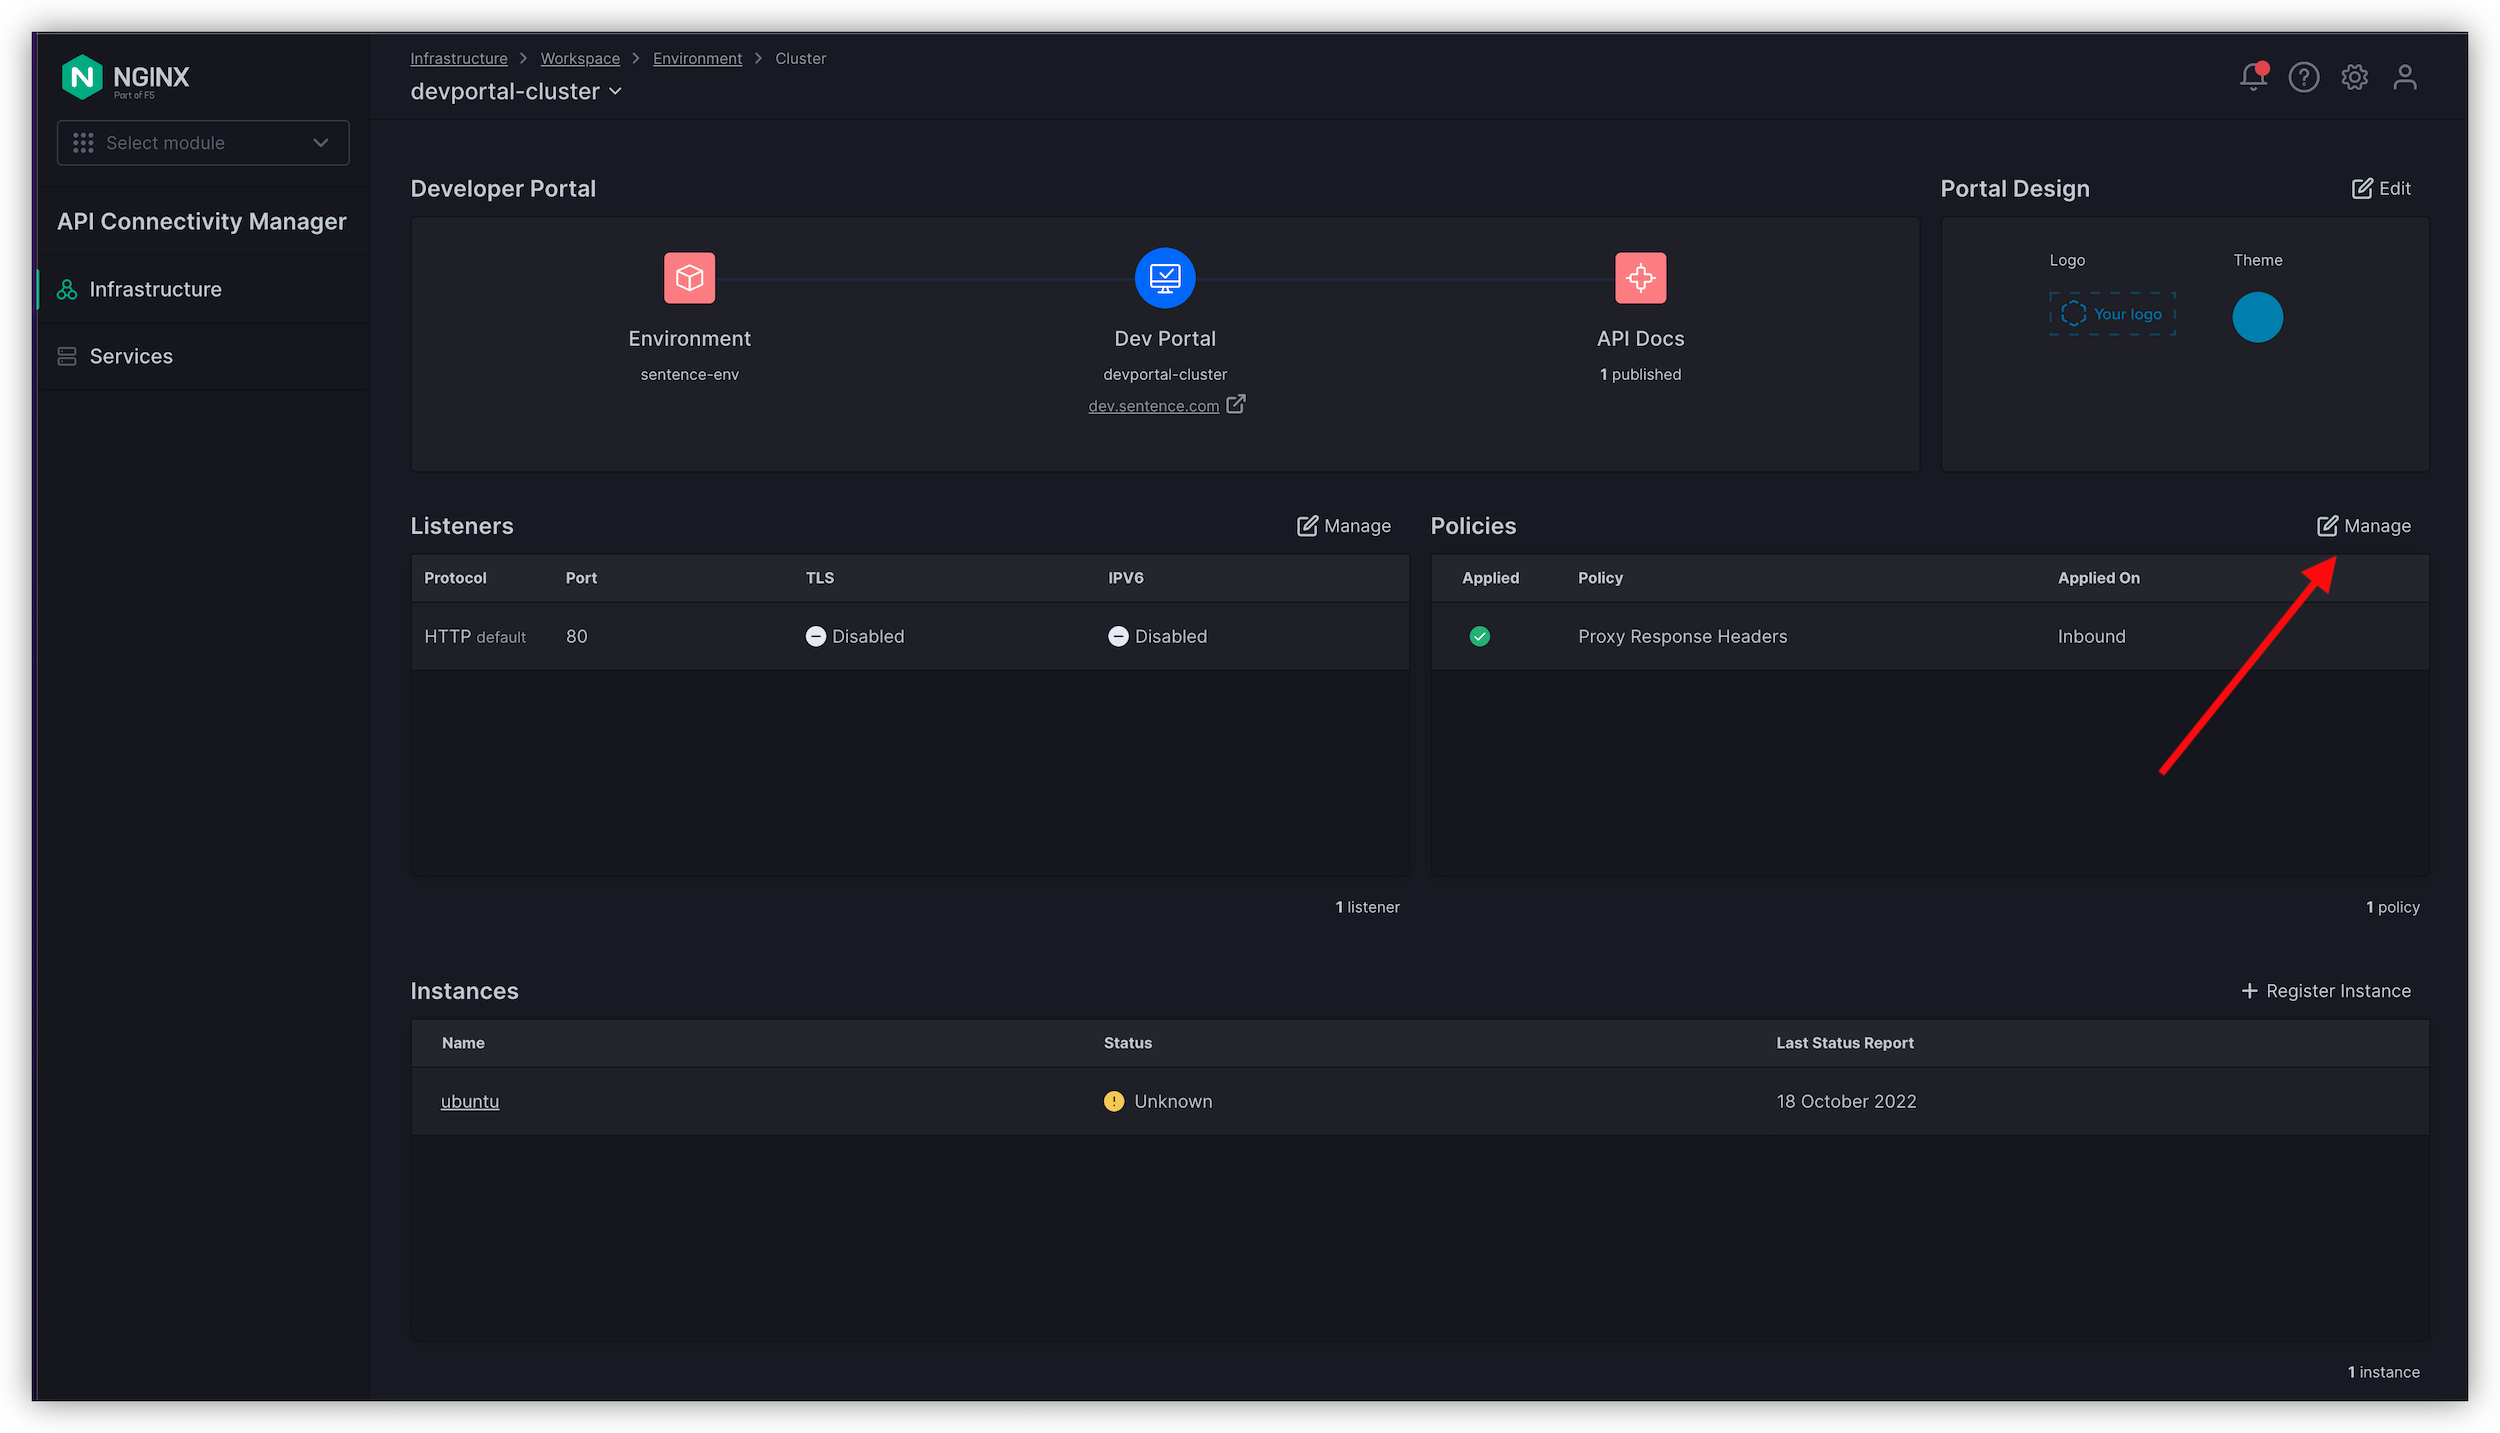 NGINX
Part of F5
Select module
API Connectivity Manager
Infrastructure
Services
Infrastructure > Workspace > Environment > Cluster
devportal-cluster
Developer Portal
Environment
sentence-env
Dev Portal
devportal-cluster
dev.sentence.com
API Docs
1 published
Portal Design
Edit
Logo
Theme
Your logo
Listeners
Manage
Protocol Port TLS IPV6
HTTP default 80 Disabled Disabled
1 listener
Policies
Manage
Applied Policy Applied On
Proxy Response Headers Inbound
1 policy
Instances
+ Register Instance
Name Status Last Status Report
ubuntu Unknown 18 October 2022
1 instance